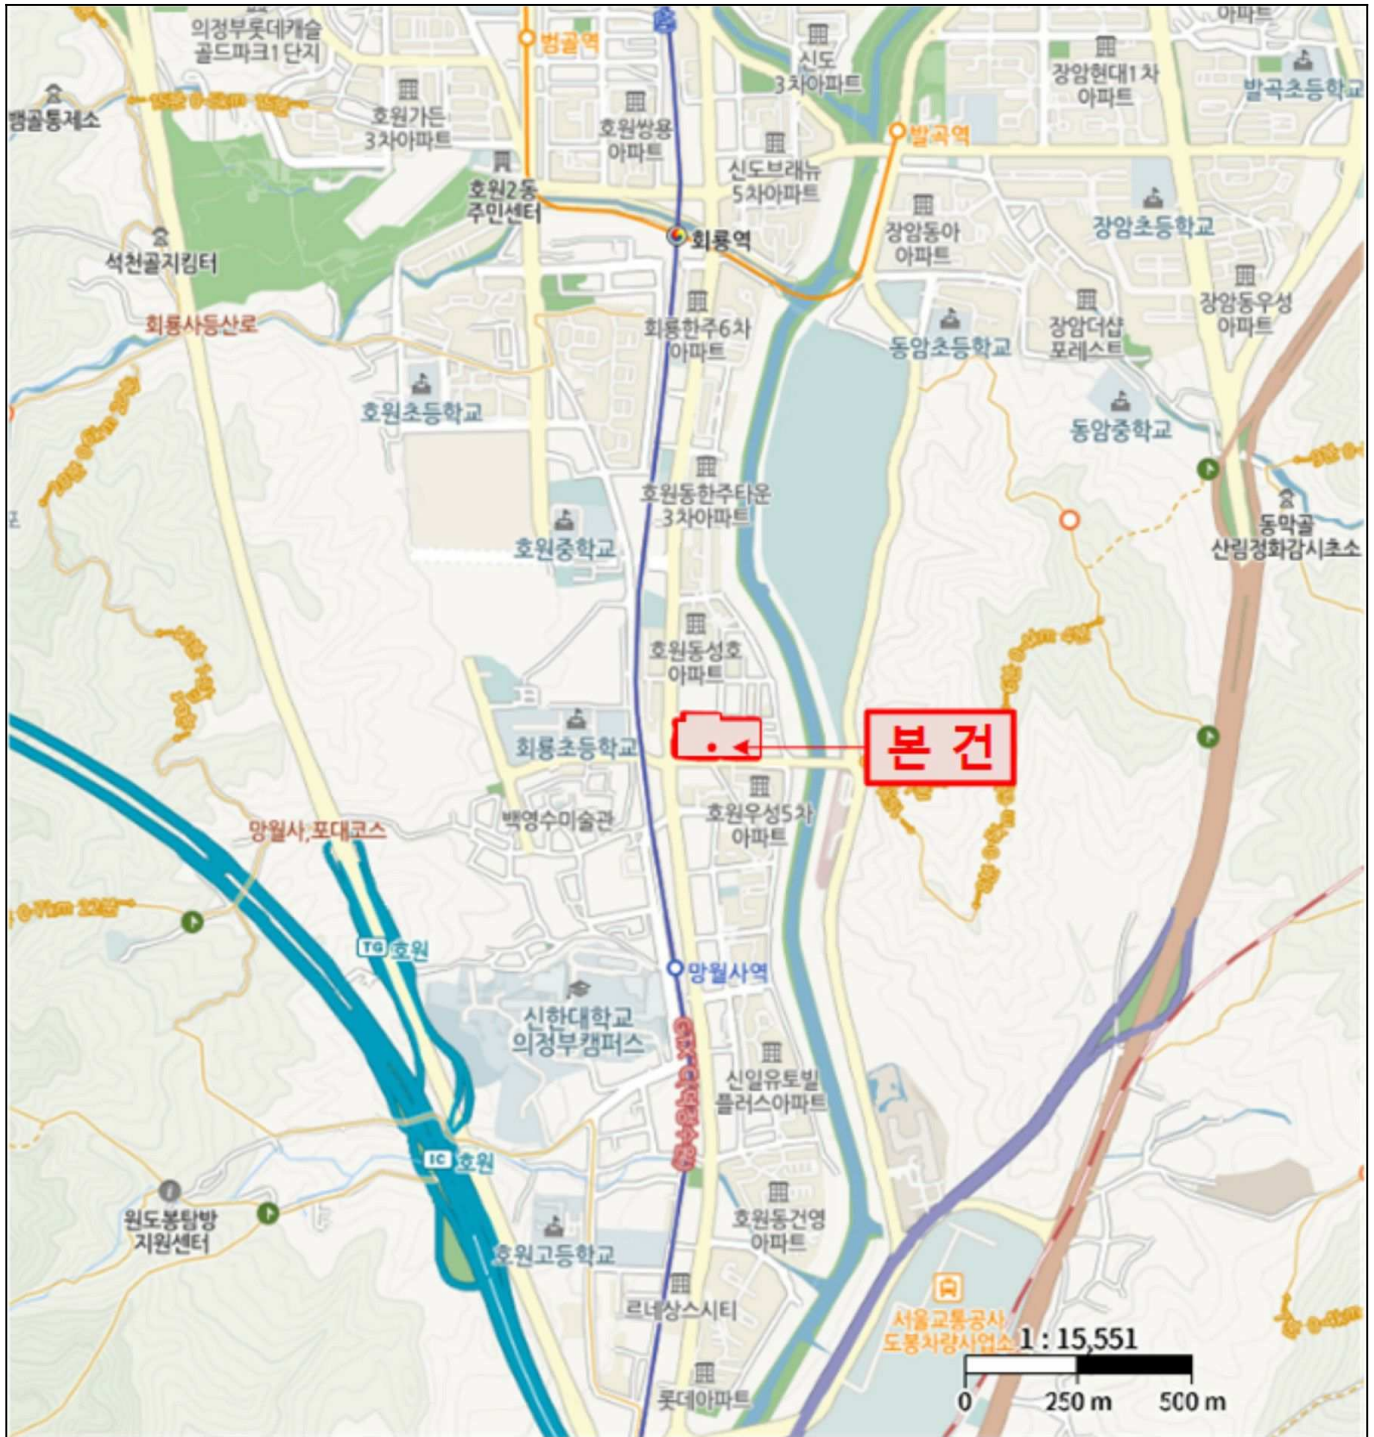 아파트
의정부롯데캐슬
골드파크1단지
범골역
신도
3차아파트
장암현대1차
아파트
발곡초등학교
뱀골통제소
호원가든
3차아파트
호원쌍용
아파트
발곡역
신도브래뉴
5차아파트
호원2동
주민센터
장암초등학교
석천골지킴터
회룡역
장암동아
아파트
회룡사등산로
회룡한주6차
아파트
동암초등학교
장암더샵
포레스트
장암동우성
아파트
호원초등학교
동암중학교
호원동한주타운
3차아파트
호원중학교
동막골
산림정화감시초소
호원동성호
아파트
회룡초등학교
본 건
백영수미술관
호원우성5차
아파트
망월사,포대코스
0.7km 22분
TG 호원
망월사역
신한대학교
의정부캠퍼스
신일유토빌
플러스아파트
IC 호원
원도봉탐방
지원센터
호원동건영
아파트
호원고등학교
르네상스시티
서울교통공사
도봉차량사업소
1 : 15,551
0 250 m 500 m
롯데아파트